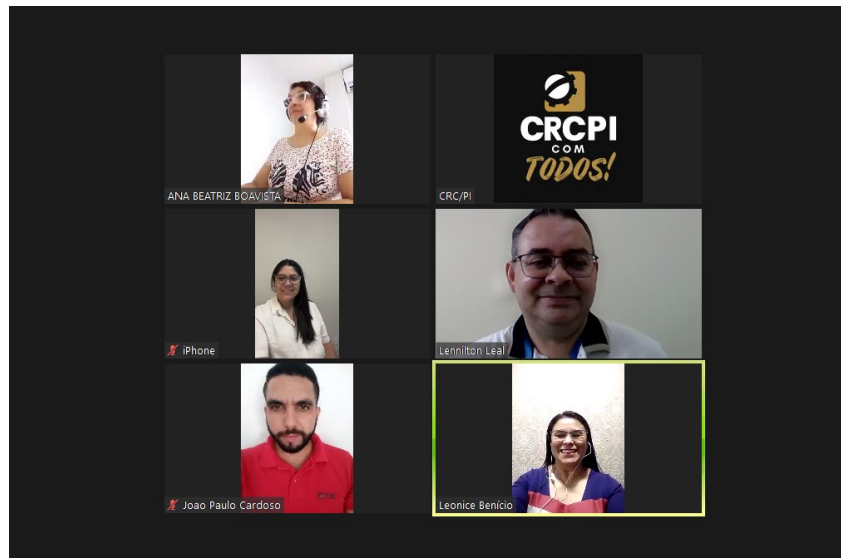 ANA BEATRIZ BOAVISTA
CRCPI
COM
TODOS!
CRC/PI
iPhone
Lennilton Leal
Joao Paulo Cardoso
Leonice Benício